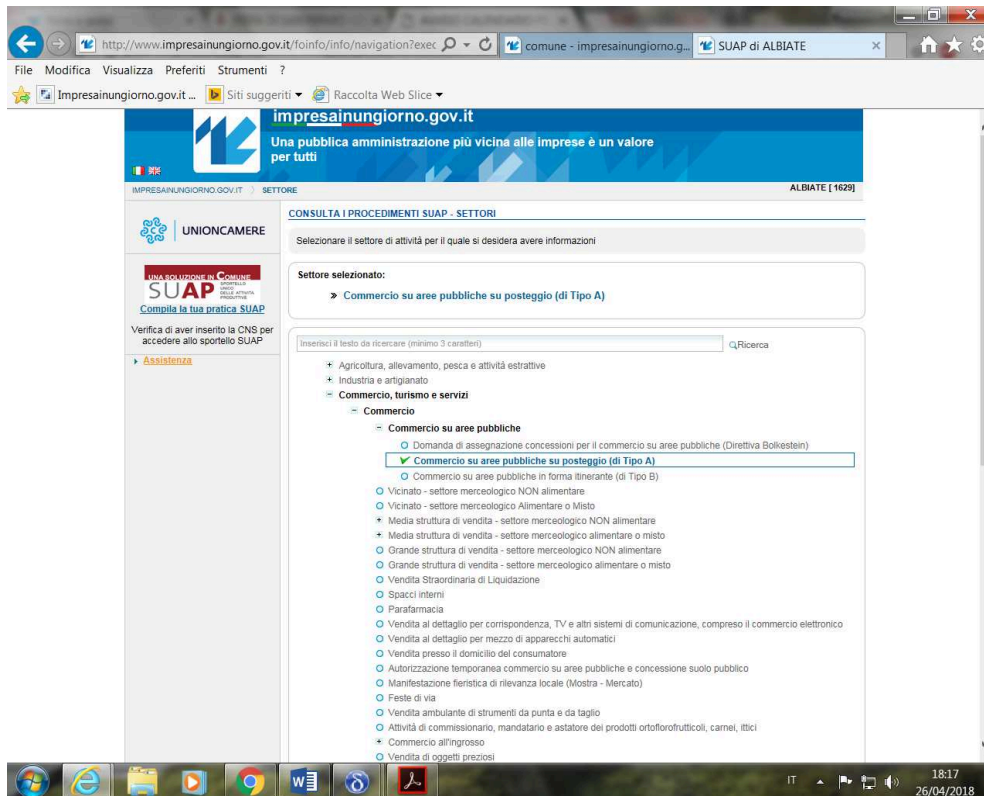 http://www.impresainungiorno.gov.it/foinfo/info/navigation?exec
comune - impresainungiorno.g...
SUAP di ALBIATE
File Modifica Visualizza Preferiti Strumenti ?
Impresainungiorno.gov.it ... Siti suggeriti Raccolta Web Slice
impresainungiorno.gov.it
Una pubblica amministrazione più vicina alle imprese è un valore
per tutti
IMPRESAINUNGIORNO.GOV.IT SETTORE
ALBIATE [ 1629]
UNIONCAMERE
CONSULTA I PROCEDIMENTI SUAP - SETTORI
Selezionare il settore di attività per il quale si desidera avere informazioni
UNA SOLUZIONE IN COMUNE
SUAP
SPORTELLO
UNICO
DELLE ATTIVITÀ
PRODUTTIVE
Compila la tua pratica SUAP
Verifica di aver inserito la CNS per
accedere allo sportello SUAP
Assistenza
Settore selezionato:
Commercio su aree pubbliche su posteggio (di Tipo A)
Inserisci il testo da ricercare (minimo 3 caratteri)
Ricerca
Agricoltura, allevamento, pesca e attività estrattive
Industria e artigianato
Commercio, turismo e servizi
Commercio
Commercio su aree pubbliche
Domanda di assegnazione concessioni per il commercio su aree pubbliche (Direttiva Bolkestein)
Commercio su aree pubbliche su posteggio (di Tipo A)
Commercio su aree pubbliche in forma itinerante (di Tipo B)
Vicinato - settore merceologico NON alimentare
Vicinato - settore merceologico Alimentare o Misto
Media struttura di vendita - settore merceologico NON alimentare
Media struttura di vendita - settore merceologico alimentare o misto
Grande struttura di vendita - settore merceologico NON alimentare
Grande struttura di vendita - settore merceologico alimentare o misto
Vendita Straordinaria di Liquidazione
Spacci interni
Parafarmacia
Vendita al dettaglio per corrispondenza, TV e altri sistemi di comunicazione, compreso il commercio elettronico
Vendita al dettaglio per mezzo di apparecchi automatici
Vendita presso il domicilio del consumatore
Autorizzazione temporanea commercio su aree pubbliche e concessione suolo pubblico
Manifestazione fieristica di rilevanza locale (Mostra - Mercato)
Feste di via
Vendita ambulante di strumenti da punta e da taglio
Attività di commissionario, mandatario e astatore dei prodotti ortoflorofrutticoli, carnei, ittici
Commercio all'ingrosso
Vendita di oggetti preziosi
IT
18:17
26/04/2018